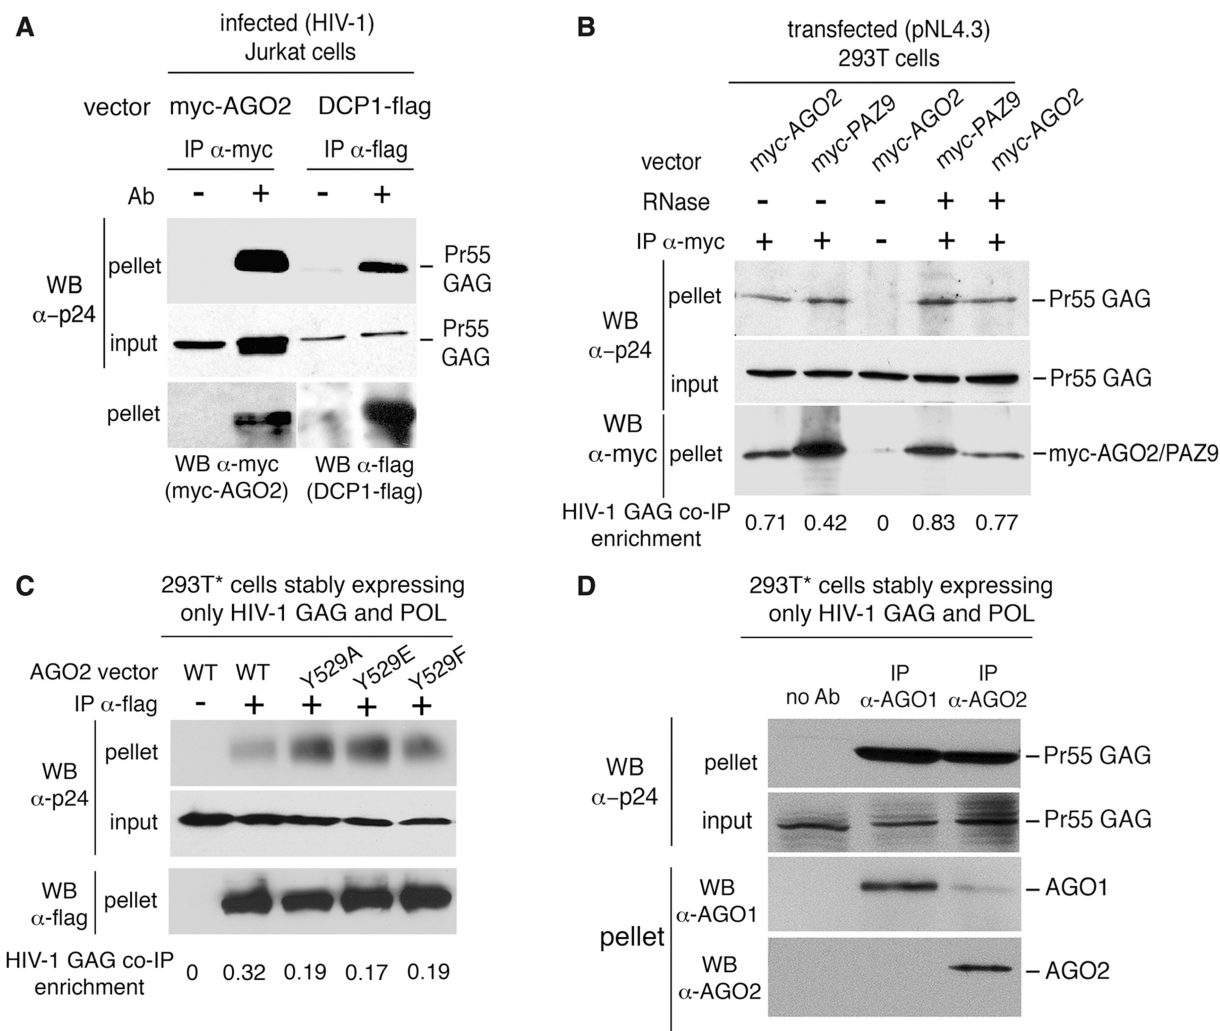 A
infected (HIV-1)
Jurkat cells
vector myc-AGO2 DCP1-flag
IP α-myc IP α-flag
Ab - + - +
WB
α–p24
pellet
Pr55
GAG
input
Pr55
GAG
pellet
WB α-myc
(myc-AGO2)
WB α-flag
(DCP1-flag)
B
transfected (pNL4.3)
293T cells
vector myc-AGO2 myc-PAZ9 myc-AGO2 myc-PAZ9 myc-AGO2
RNase - - - + +
IP α-myc + + - + +
WB
α–p24
pellet Pr55 GAG
input Pr55 GAG
WB
α-myc pellet myc-AGO2/PAZ9
HIV-1 GAG co-IP
enrichment
0.71 0.42 0 0.83 0.77
C
293T* cells stably expressing
only HIV-1 GAG and POL
AGO2 vector WT WT Y529A Y529E Y529F
IP α-flag - + + + +
WB
α-p24
pellet
input
WB
α-flag
pellet
HIV-1 GAG co-IP
enrichment
0 0.32 0.19 0.17 0.19
D
293T* cells stably expressing
only HIV-1 GAG and POL
no Ab
IP
α-AGO1
IP
α-AGO2
WB
α–p24
pellet Pr55 GAG
input Pr55 GAG
pellet
WB
α-AGO1
AGO1
WB
α-AGO2
AGO2